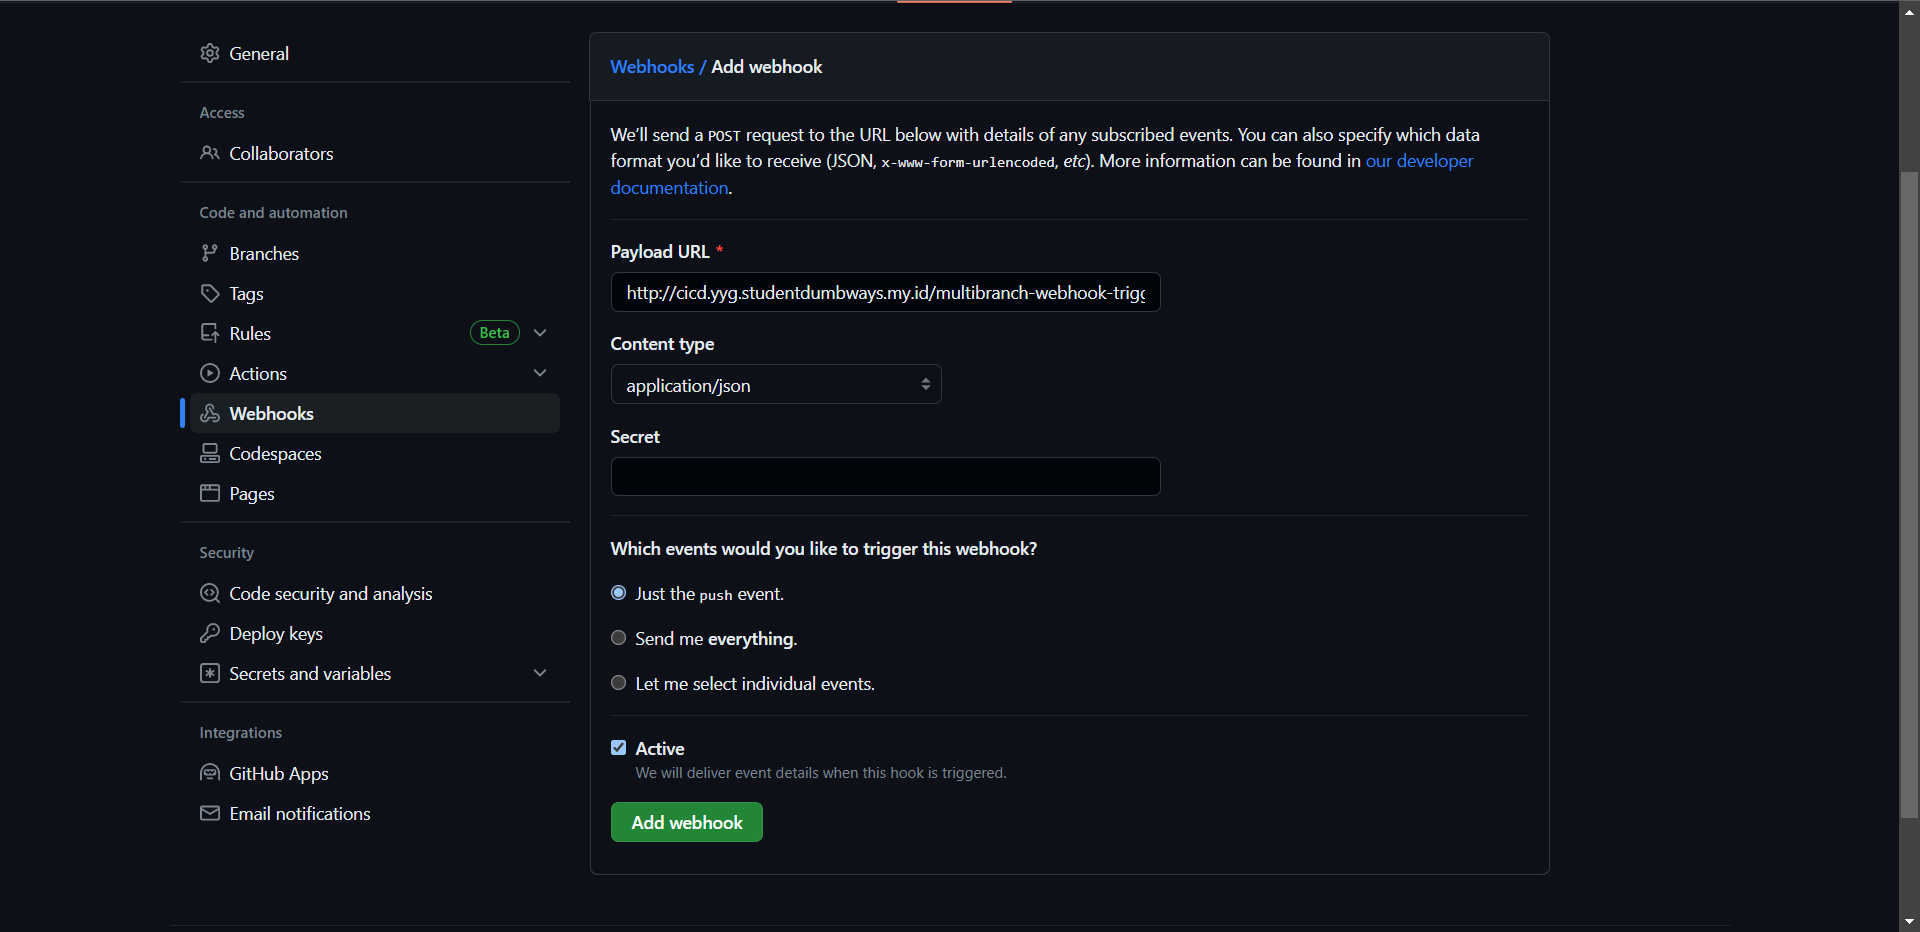 General
Access
Collaborators
Code and automation
Branches
Tags
Rules
Beta
Actions
Webhooks
Codespaces
Pages
Security
Code security and analysis
Deploy keys
Secrets and variables
Integrations
GitHub Apps
Email notifications
Webhooks / Add webhook
We’ll send a POST request to the URL below with details of any subscribed events. You can also specify which data
format you’d like to receive (JSON, x-www-form-urlencoded, etc). More information can be found in our developer
documentation.
Payload URL *
http://cicd.yyg.studentdumbways.my.id/multibranch-webhook-trigg
Content type
application/json
Secret
Which events would you like to trigger this webhook?
Just the push event.
Send me everything.
Let me select individual events.
Active
We will deliver event details when this hook is triggered.
Add webhook